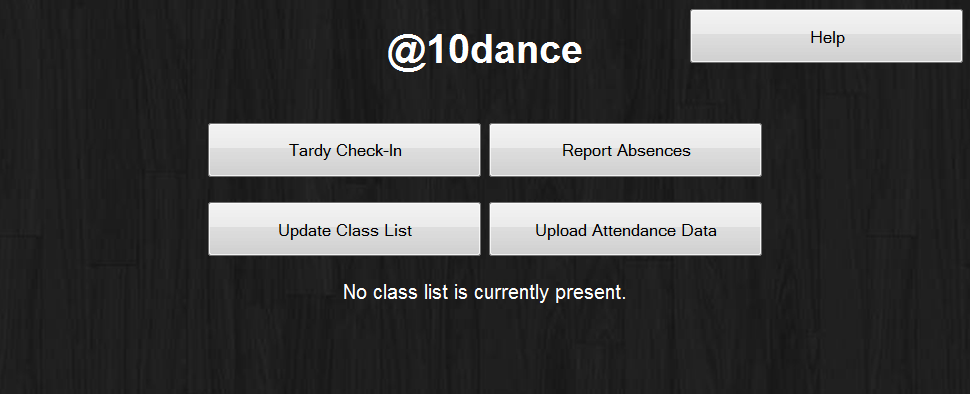 @10dance
Help
Tardy Check-In
Report Absences
Update Class List
Upload Attendance Data
No class list is currently present.